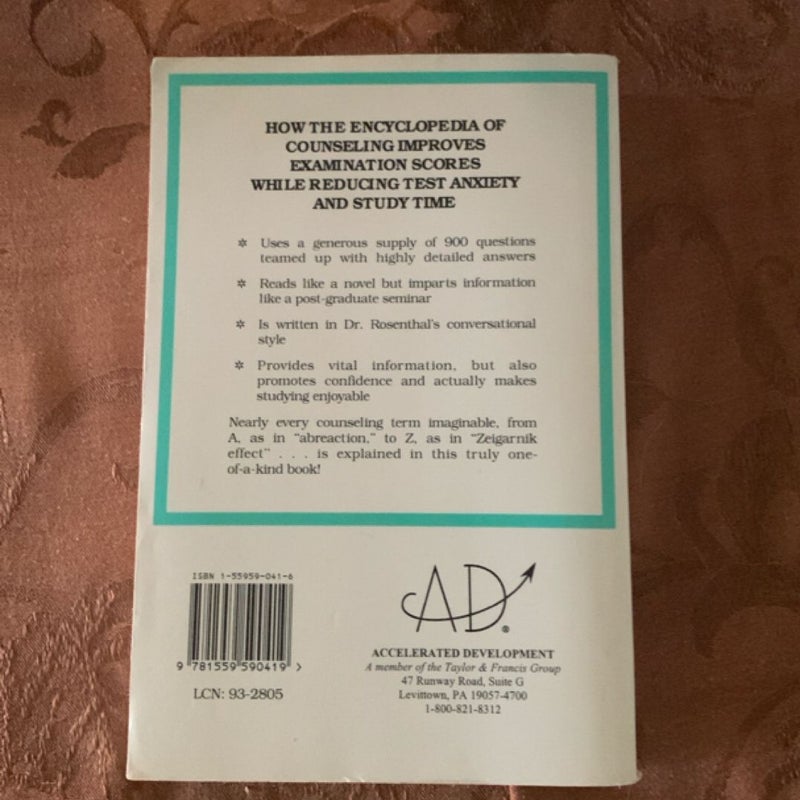 HOW THE ENCYCLOPEDIA OF
COUNSELING IMPROVES
EXAMINATION SCORES
WHILE REDUCING TEST ANXIETY
AND STUDY TIME
✲ Uses a generous supply of 900 questions
teamed up with highly detailed answers
✲ Reads like a novel but imparts information
like a post-graduate seminar
✲ Is written in Dr. Rosenthal's conversational
style
✲ Provides vital information, but also
promotes confidence and actually makes
studying enjoyable
Nearly every counseling term imaginable, from
A, as in "abreaction," to Z, as in "Zeigarnik
effect" . . . is explained in this truly one-
of-a-kind book!
ISBN 1-55959-041-6
9 781559 590419 >
LCN: 93-2805
AD®
ACCELERATED DEVELOPMENT
A member of the Taylor & Francis Group
47 Runway Road, Suite G
Levittown, PA 19057-4700
1-800-821-8312